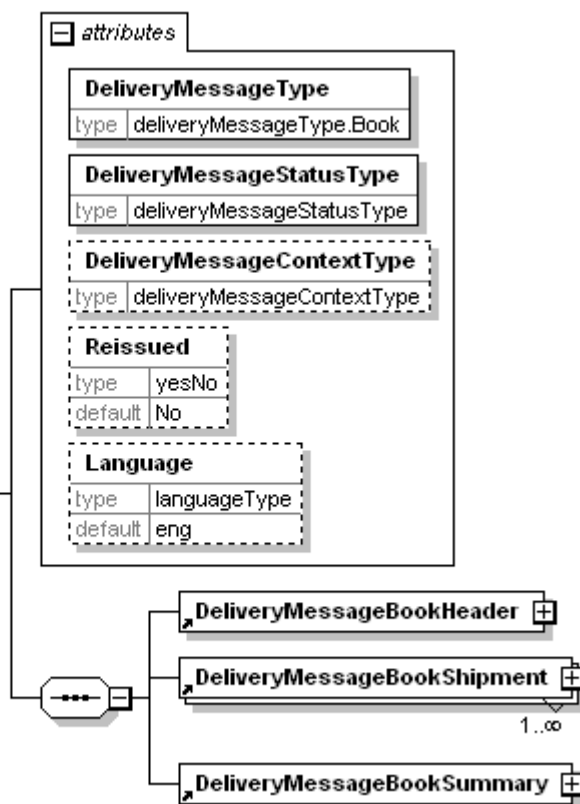 attributes
DeliveryMessageType
type deliveryMessageType.Book
DeliveryMessageStatusType
type deliveryMessageStatusType
DeliveryMessageContextType
type deliveryMessageContextType
Reissued
type yesNo
default No
Language
type languageType
default eng
DeliveryMessageBookHeader
DeliveryMessageBookShipment
1..∞
DeliveryMessageBookSummary